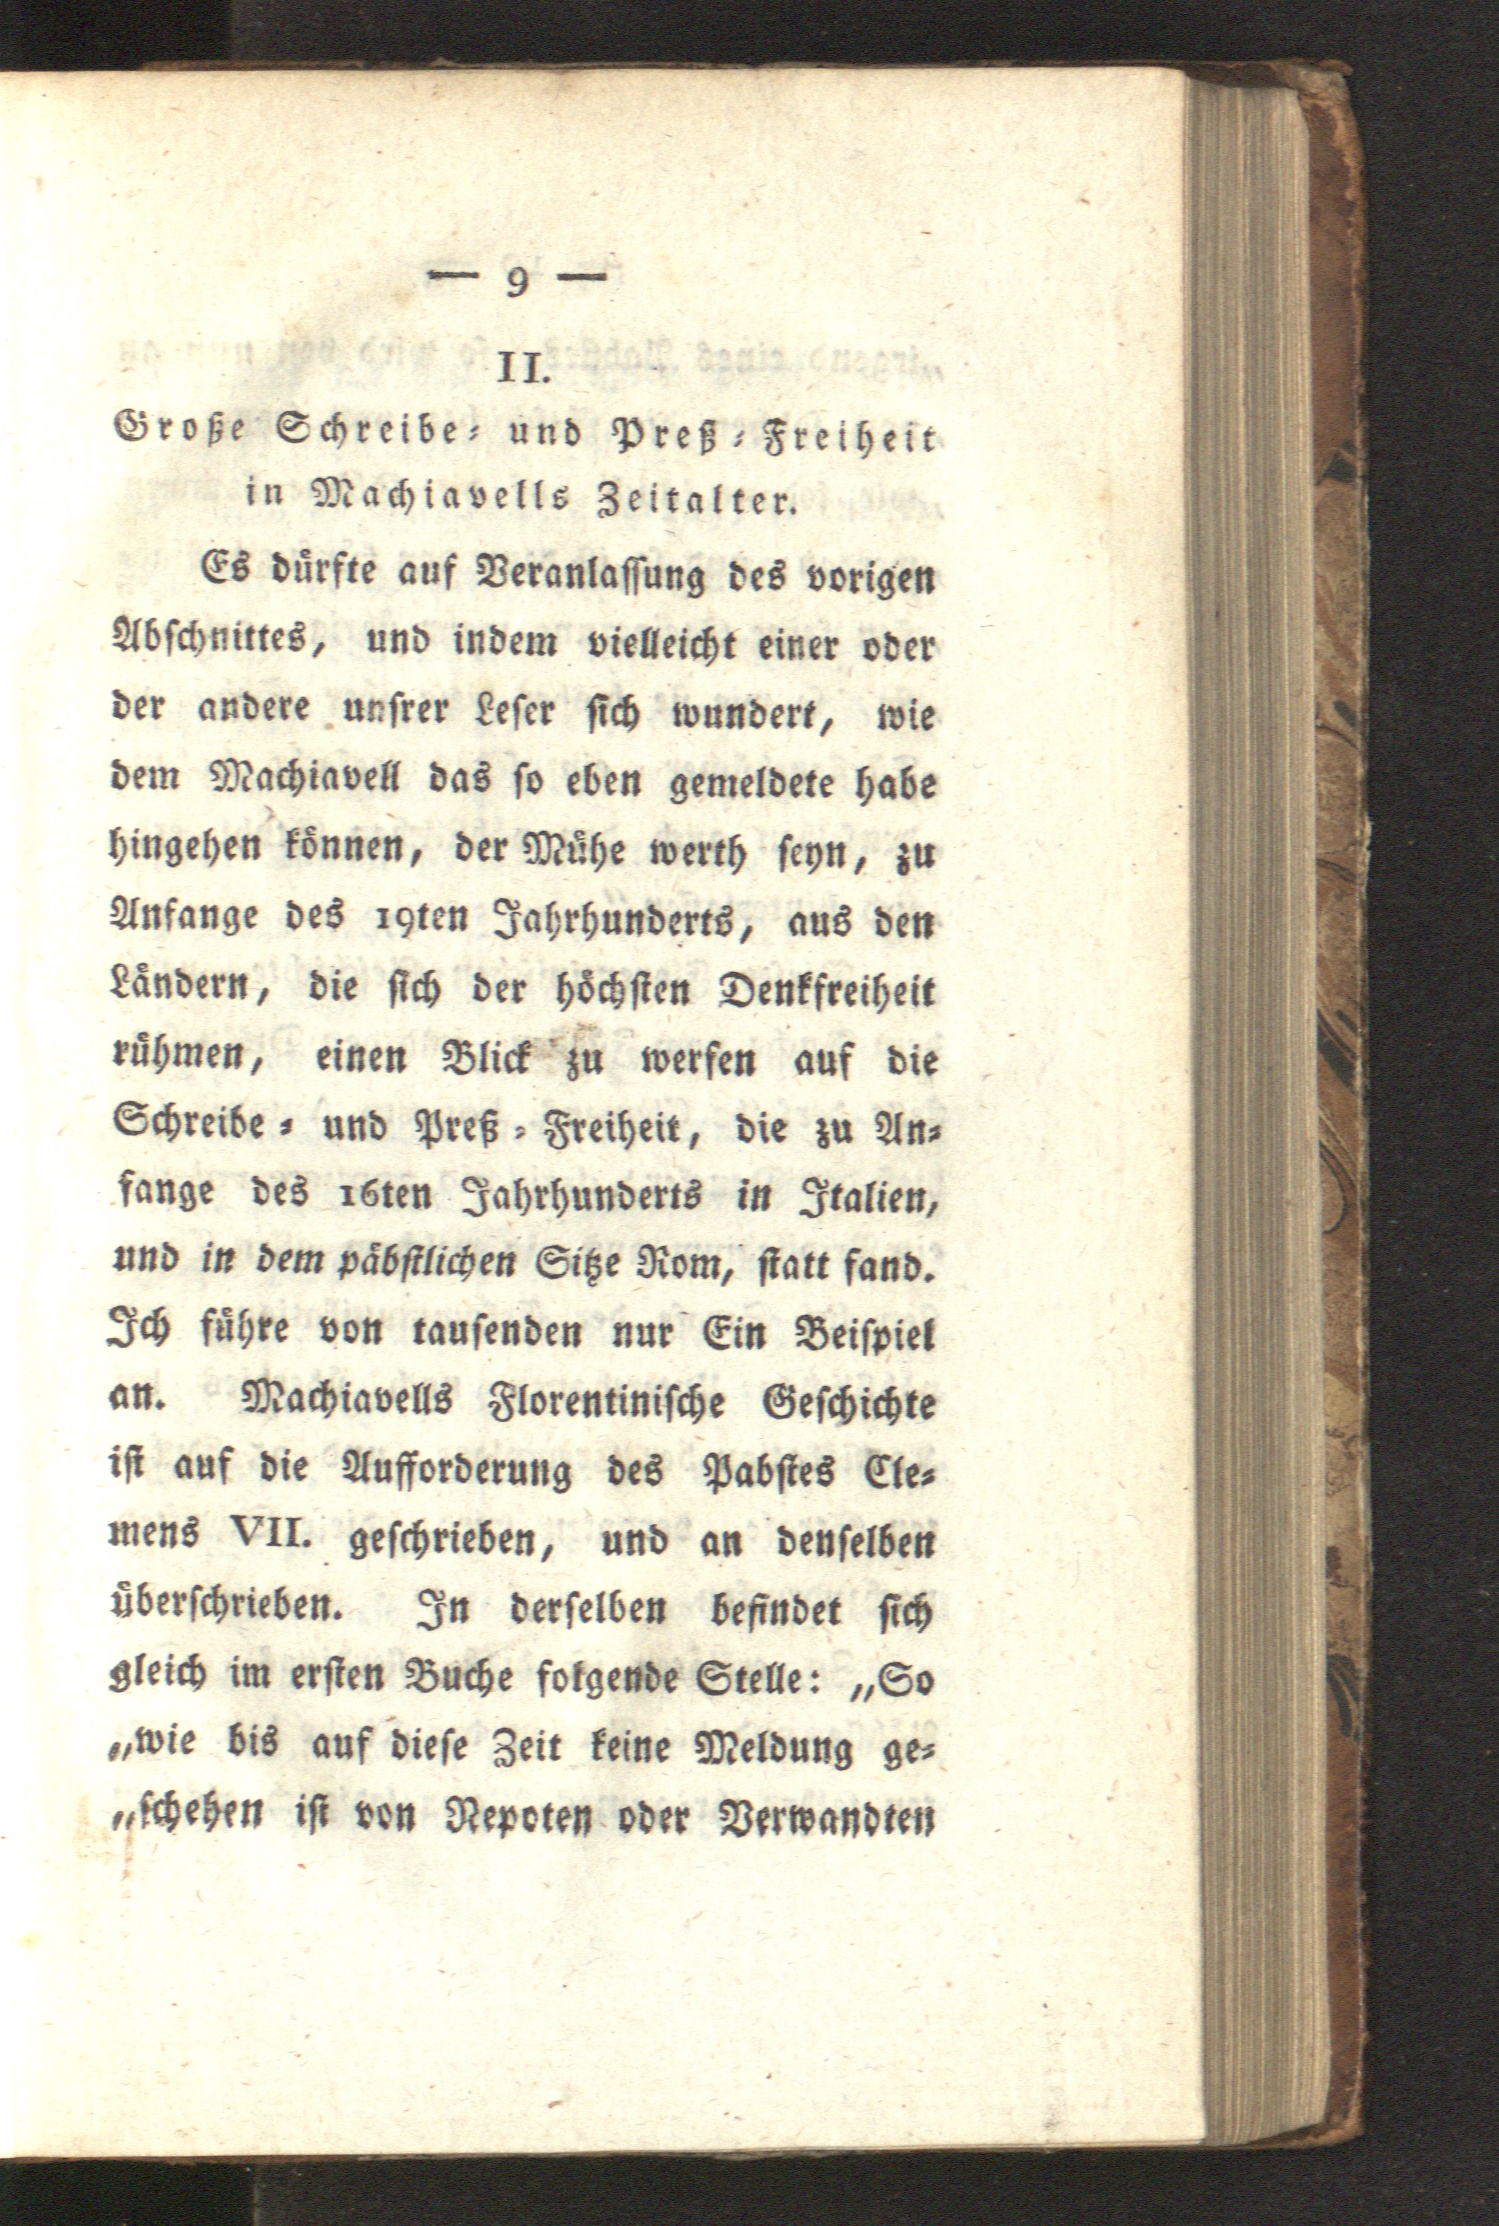 — 9 —
II.
Große Schreibe- und Preß-Freiheit
in Machiavells Zeitalter.
Es dürfte auf Veranlassung des vorigen
Abschnittes, und indem vielleicht einer oder
der andere unsrer Leser sich wundert, wie
dem Machiavell das so eben gemeldete habe
hingehen können, der Mühe werth seyn, zu
Anfange des 19ten Jahrhunderts, aus den
Ländern, die sich der höchsten Denkfreiheit
rühmen, einen Blick zu werfen auf die
Schreibe- und Preß-Freiheit, die zu An-
fange des 16ten Jahrhunderts in Italien,
und in dem päbstlichen Sitze Rom, statt fand.
Ich führe von tausenden nur Ein Beispiel
an. Machiavells Florentinische Geschichte
ist auf die Aufforderung des Pabstes Cle-
mens VII. geschrieben, und an denselben
überschrieben. In derselben befindet sich
gleich im ersten Buche folgende Stelle: „So
„wie bis auf diese Zeit keine Meldung ge-
„schehen ist von Nepoten oder Verwandten